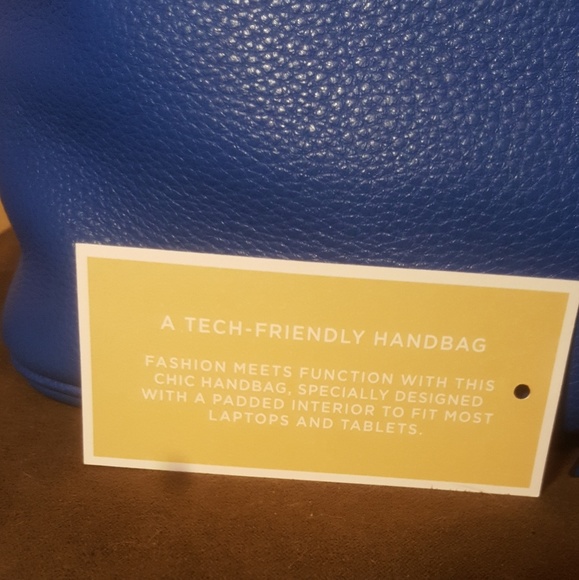 A TECH-FRIENDLY HANDBAG
FASHION MEETS FUNCTION WITH THIS
CHIC HANDBAG, SPECIALLY DESIGNED
WITH A PADDED INTERIOR TO FIT MOST
LAPTOPS AND TABLETS.